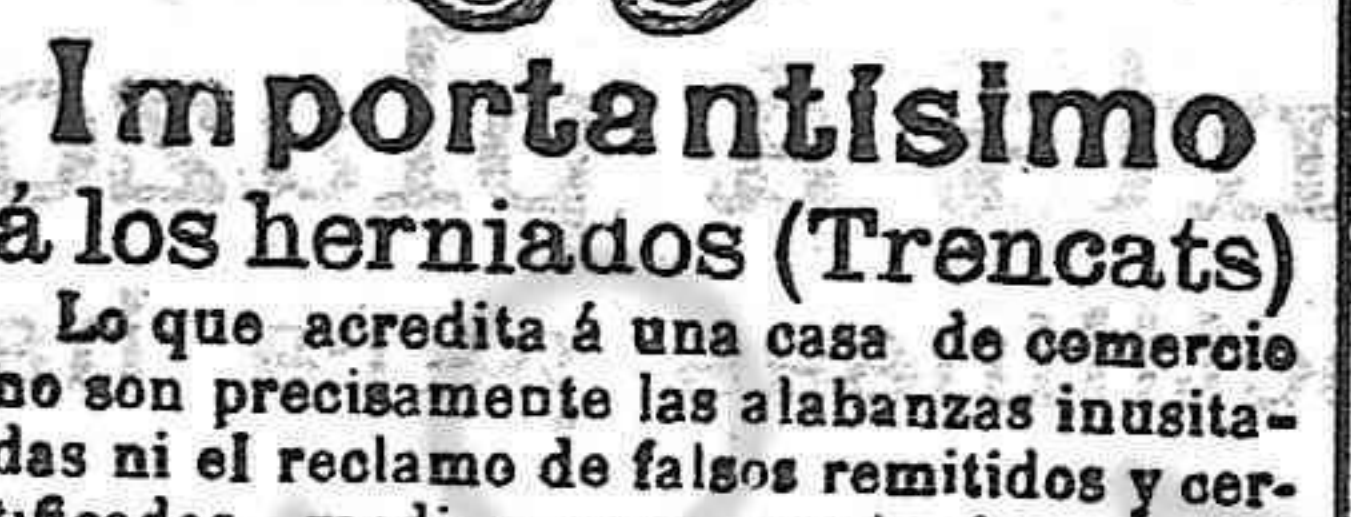 Importantísimo
á los herniados (Trencats)
Lo que acredita á una casa de comercio
no son precisamente las alabanzas inusita-
das ni el reclamo de falsos remitidos y cer-